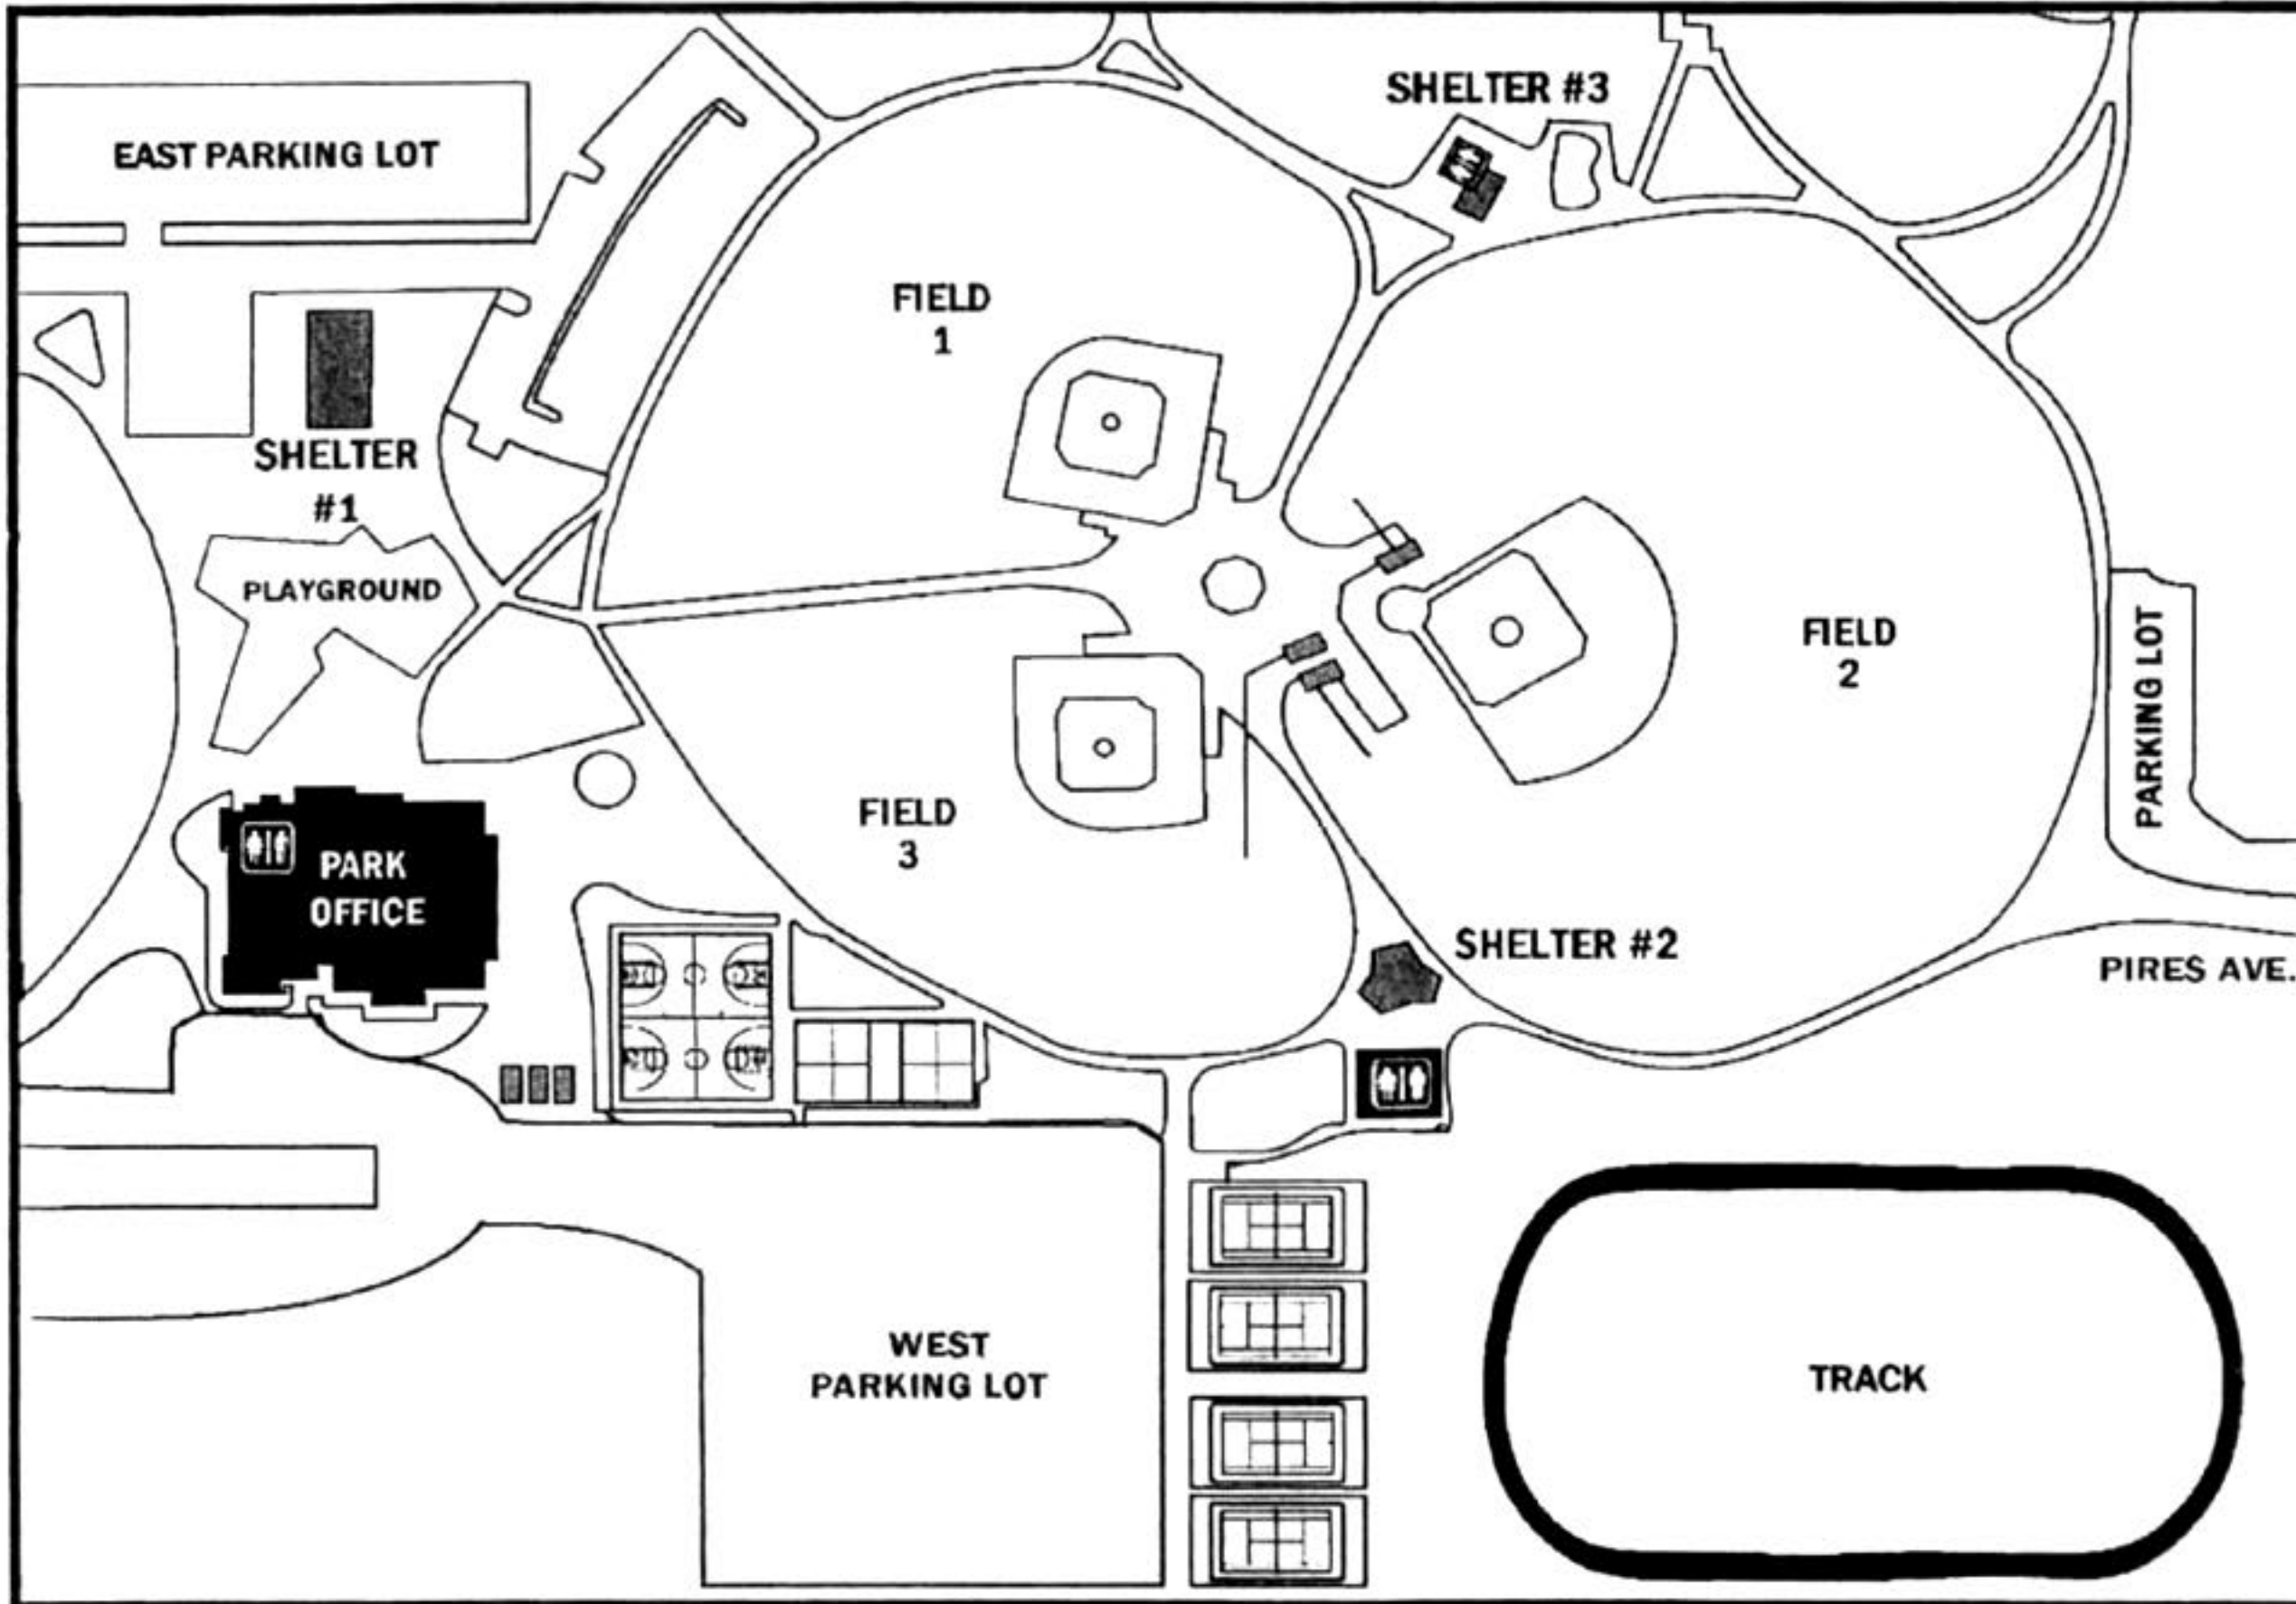 SHELTER #3
EAST PARKING LOT
FIELD
1
SHELTER
#1
PLAYGROUND
FIELD
2
PARKING LOT
FIELD
3
PARK
OFFICE
SHELTER #2
PIRES AVE.
WEST
PARKING LOT
TRACK